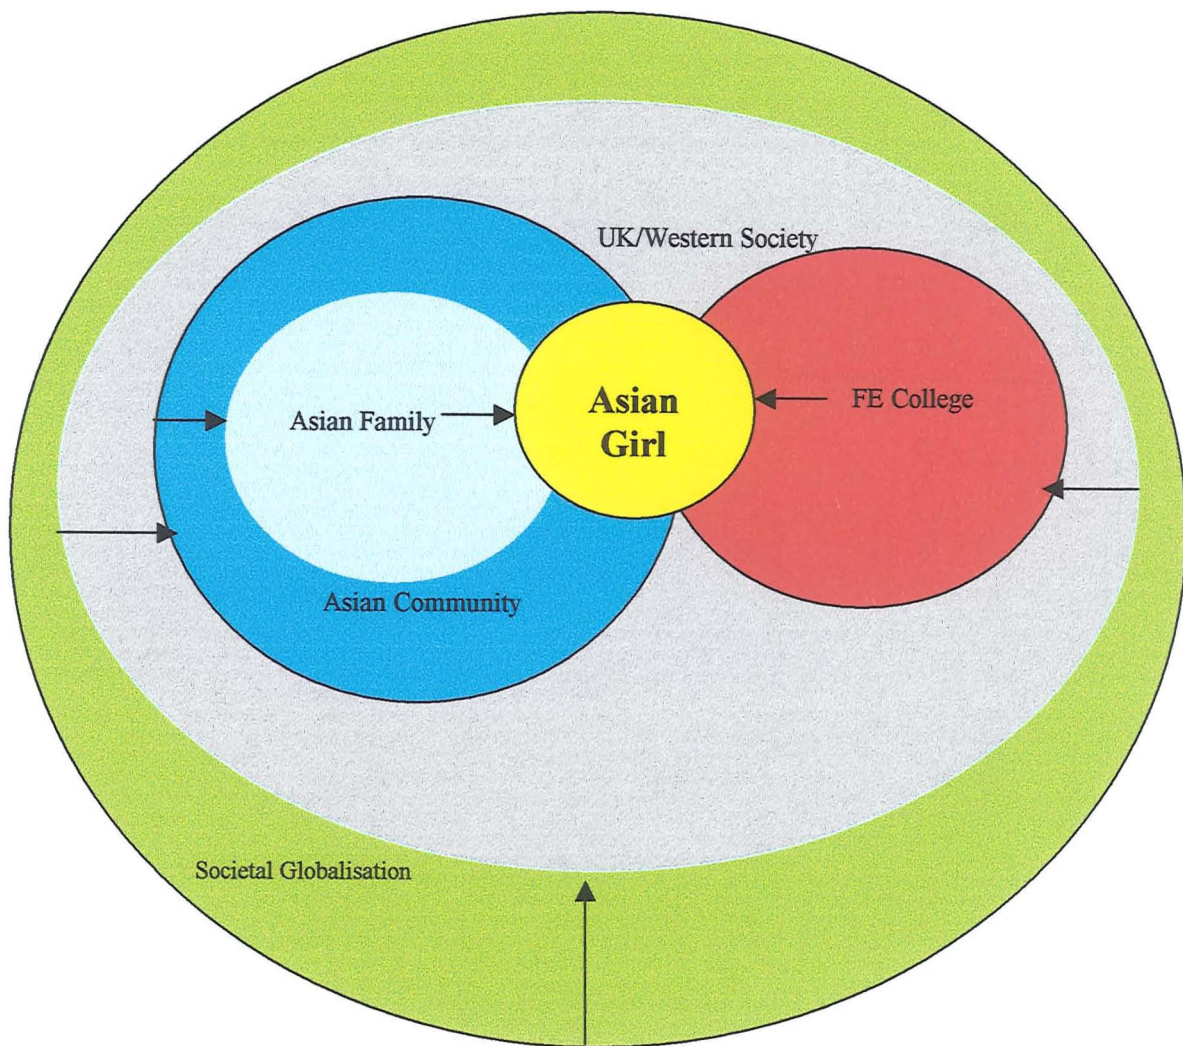 UK/Western Society
Asian Family
Asian
Girl
FE College
Asian Community
Societal Globalisation